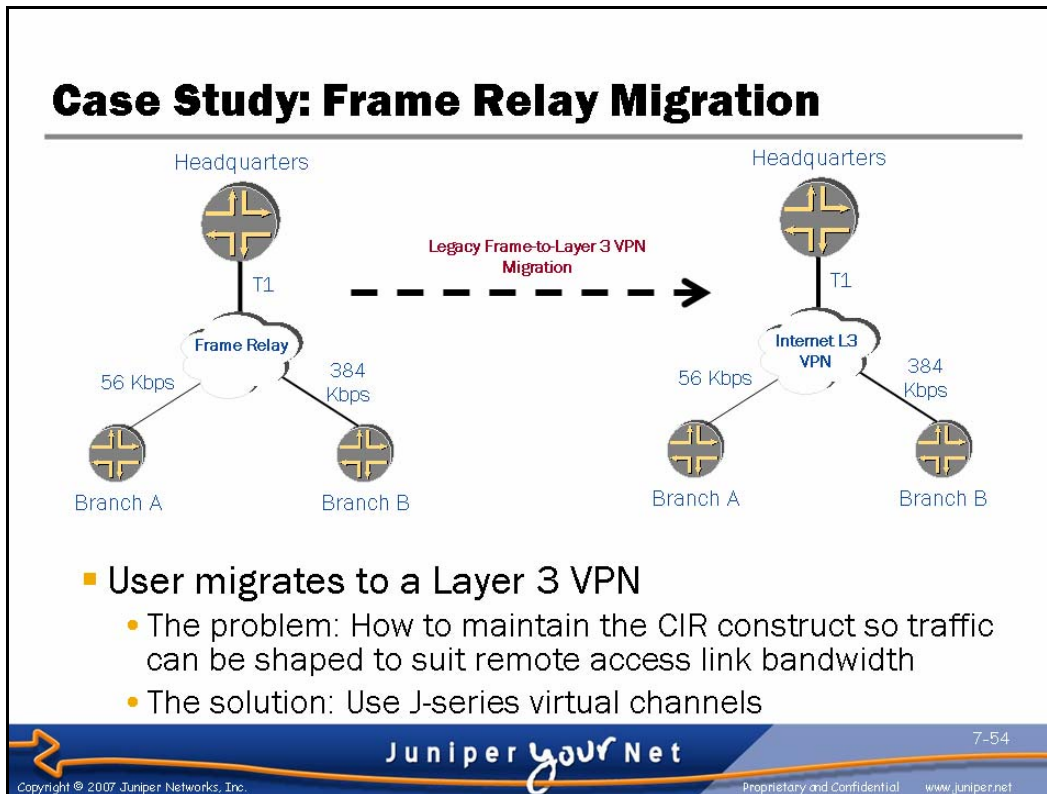 Case Study: Frame Relay Migration
Headquarters
T1
Frame Relay
56 Kbps
384
Kbps
Branch A
Branch B
Legacy Frame-to-Layer 3 VPN
Migration
Headquarters
T1
Internet L3
VPN
56 Kbps
384
Kbps
Branch A
Branch B
User migrates to a Layer 3 VPN
• The problem: How to maintain the CIR construct so traffic
can be shaped to suit remote access link bandwidth
• The solution: Use J-series virtual channels
Juniper your Net
7-54
Copyright © 2007 Juniper Networks, Inc.
Proprietary and Confidential
www.juniper.net